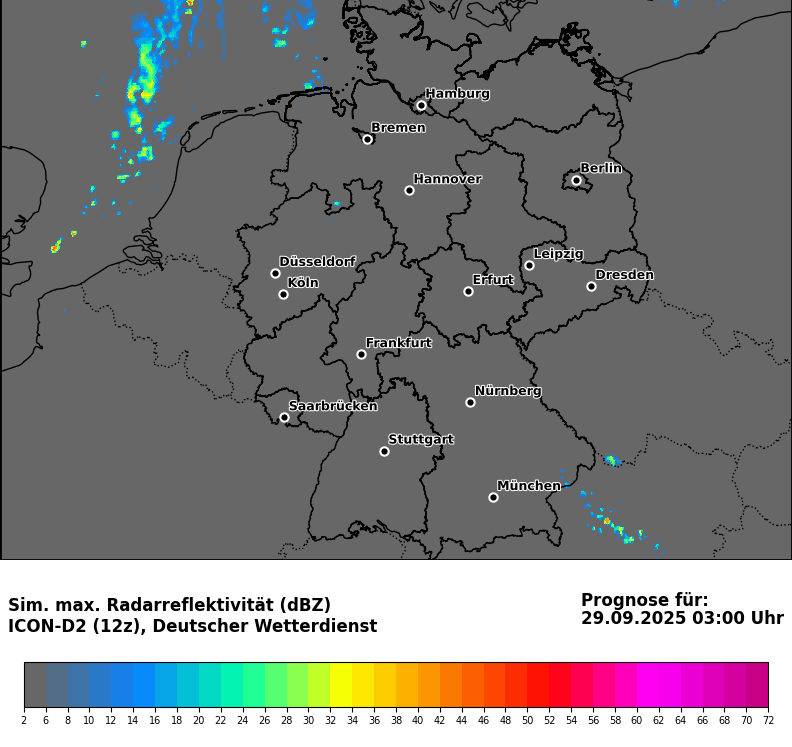 Hamburg
Bremen
Berlin
Hannover
Leipzig
Düsseldorf
Dresden
Köln
Erfurt
Frankfurt
Nürnberg
Saarbrücken
Stuttgart
München
Sim. max. Radarreflektivität (dBZ)
ICON-D2 (12z), Deutscher Wetterdienst
Prognose für:
29.09.2025 03:00 Uhr
2 6 8 10 12 14 16 18 20 22 24 26 28 30 32 34 36 38 40 42 44 46 48 50 52 54 56 58 60 62 64 66 68 70 72